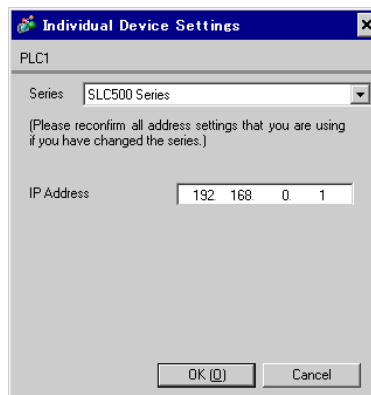 Individual Device Settings
PLC1
Series SLC500 Series
(Please reconfirm all address settings that you are using
if you have changed the series.)
IP Address 192. 168. 0. 1
OK (O) Cancel